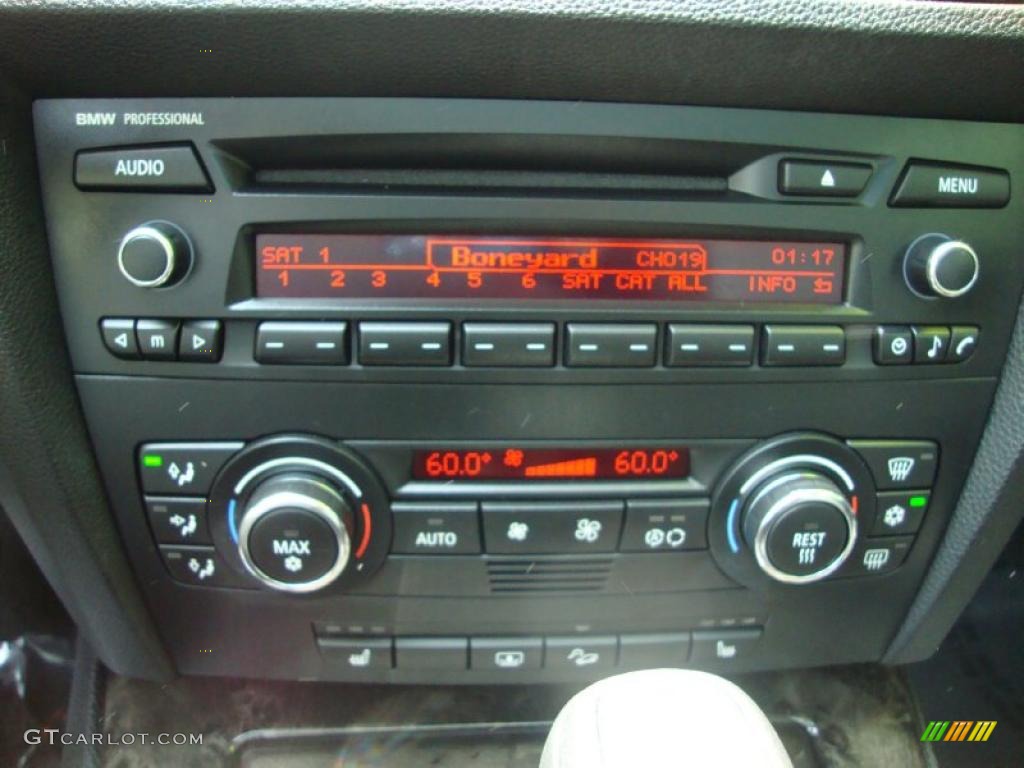 BMW PROFESSIONAL
AUDIO
MENU
SAT 1 Boneyard CH019 01:17
1 2 3 4 5 6 SAT CAT ALL INFO
m
60.0° 60.0°
AUTO
MAX
REST
A
GTCARLOT.COM